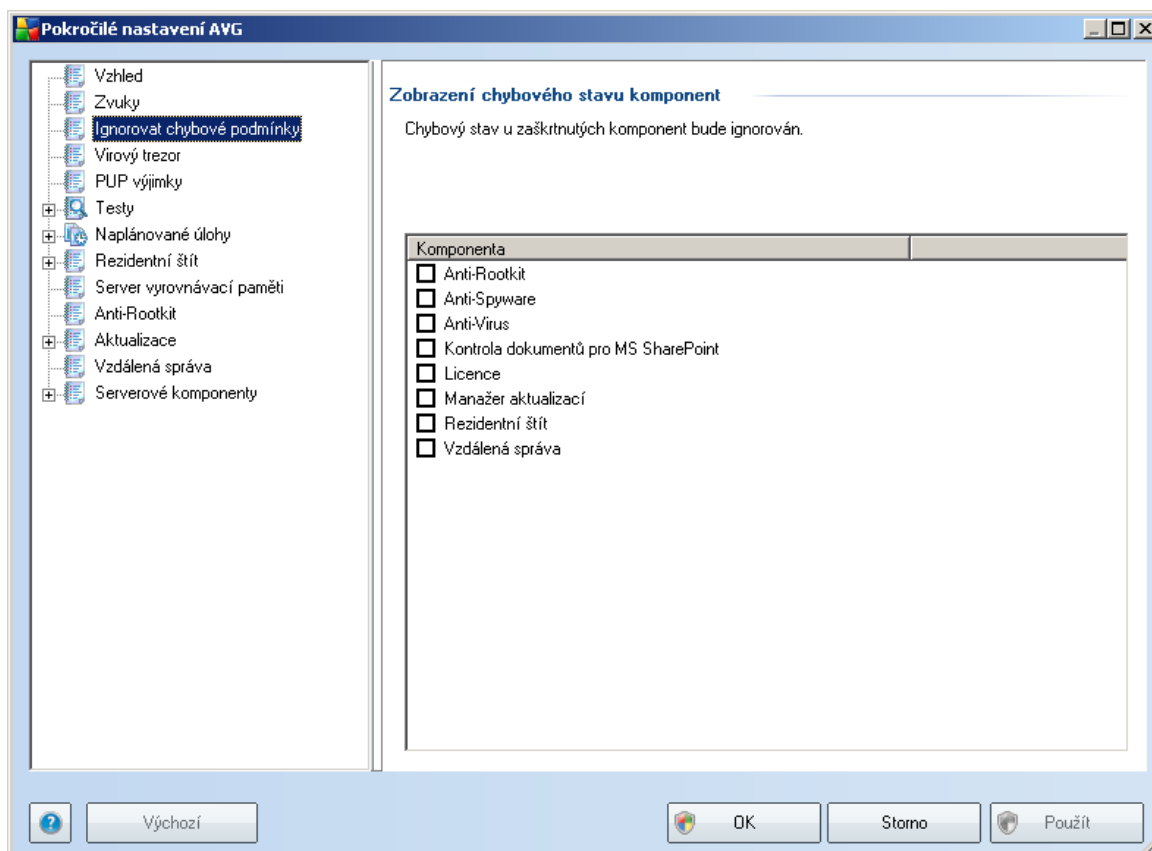 Pokročilé nastavení AVG
Vzhled
Zvuky
Ignorovat chybové podmínky
Virový trezor
PUP výjimky
Testy
Naplánované úlohy
Rezidentní štít
Server vyrovnávací paměti
Anti-Rootkit
Aktualizace
Vzdálená správa
Serverové komponenty
Zobrazení chybového stavu komponent
Chybový stav u zaškrtnutých komponent bude ignorován.
Komponenta
Anti-Rootkit
Anti-Spyware
Anti-Virus
Kontrola dokumentů pro MS SharePoint
Licence
Manažer aktualizací
Rezidentní štít
Vzdálená správa
Výchozí
OK
Storno
Použít